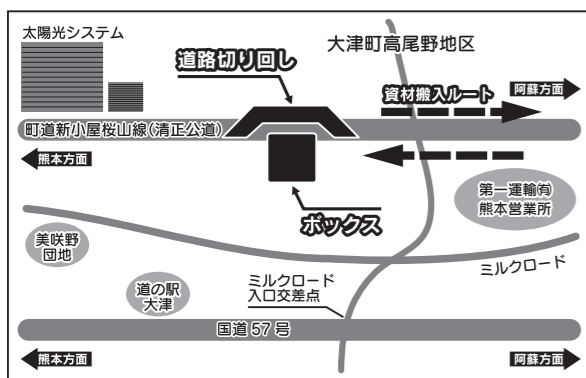 太陽光システム
道路切り回し
大津町高尾野地区
阿蘇方面
資材搬入ルート
町道新小屋桜山線(清正公道)
熊本方面
第一運輸㈲
熊本営業所
ボックス
美咲野
団地
ミルクロード
道の駅
大津
ミルクロード
入口交差点
国道57号
熊本方面
阿蘇方面